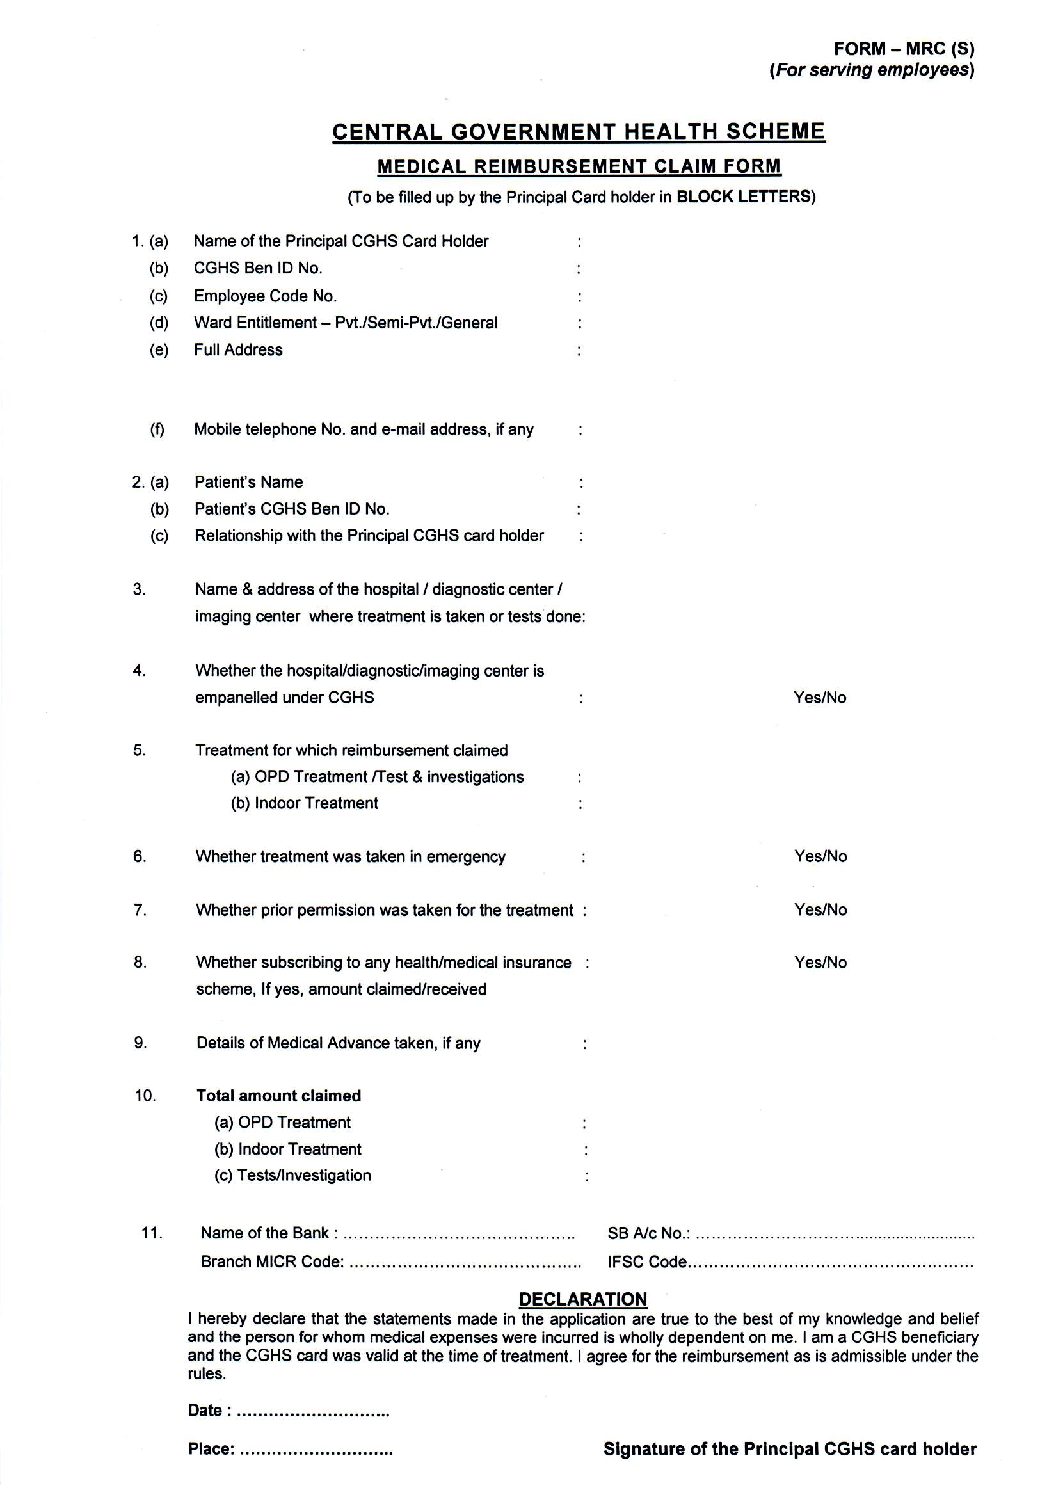 FORM – MRC (S)
(For serving employees)
CENTRAL GOVERNMENT HEALTH SCHEME
MEDICAL REIMBURSEMENT CLAIM FORM
(To be filled up by the Principal Card holder in BLOCK LETTERS)
1. (a) Name of the Principal CGHS Card Holder :
(b) CGHS Ben ID No. :
(c) Employee Code No. :
(d) Ward Entitlement – Pvt./Semi-Pvt./General :
(e) Full Address :
(f) Mobile telephone No. and e-mail address, if any :
2. (a) Patient's Name :
(b) Patient's CGHS Ben ID No. :
(c) Relationship with the Principal CGHS card holder :
3. Name & address of the hospital / diagnostic center /
imaging center where treatment is taken or tests done:
4. Whether the hospital/diagnostic/imaging center is
empanelled under CGHS : Yes/No
5. Treatment for which reimbursement claimed
(a) OPD Treatment /Test & investigations :
(b) Indoor Treatment :
6. Whether treatment was taken in emergency : Yes/No
7. Whether prior permission was taken for the treatment : Yes/No
8. Whether subscribing to any health/medical insurance : Yes/No
scheme, If yes, amount claimed/received
9. Details of Medical Advance taken, if any :
10. Total amount claimed
(a) OPD Treatment :
(b) Indoor Treatment :
(c) Tests/Investigation :
11. Name of the Bank : ............................................ SB A/c No.: .....................................................
Branch MICR Code: ............................................ IFSC Code......................................................
DECLARATION
I hereby declare that the statements made in the application are true to the best of my knowledge and belief
and the person for whom medical expenses were incurred is wholly dependent on me. I am a CGHS beneficiary
and the CGHS card was valid at the time of treatment. I agree for the reimbursement as is admissible under the
rules.
Date : .............................
Place: .............................   Signature of the Principal CGHS card holder